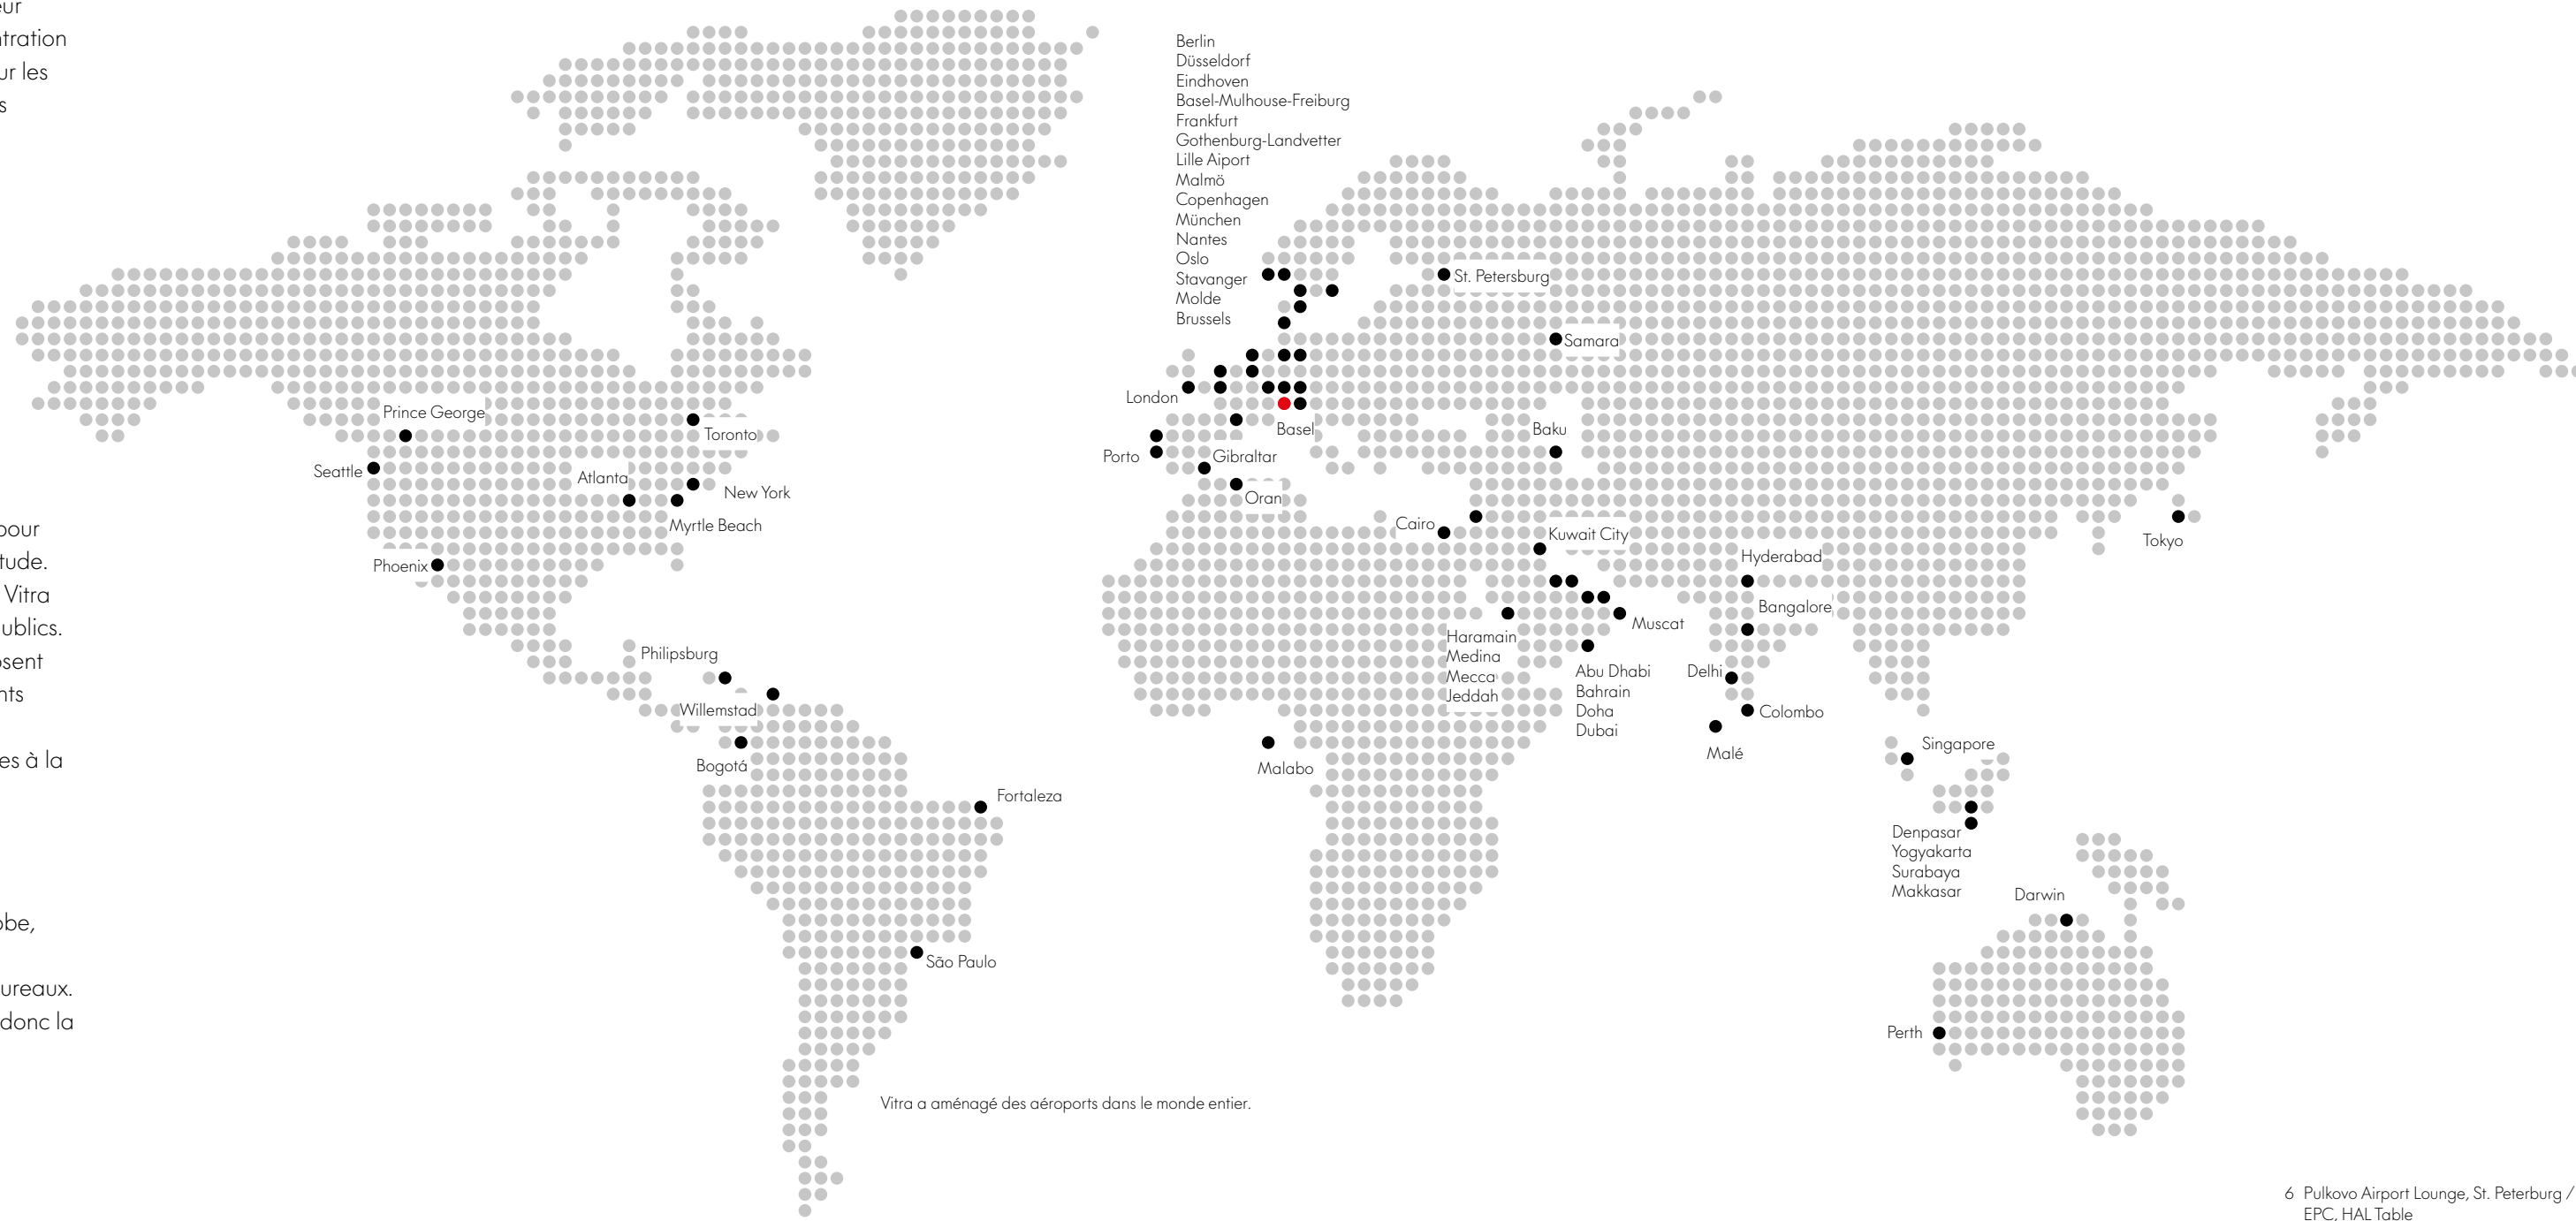 ntration
ur les
pour
tude.
Vitra
ublics.
sent
nts
es à la
obe,
ureaux.
donc la
Berlin
Düsseldorf
Eindhoven
Basel-Mulhouse-Freiburg
Frankfurt
Gothenburg-Landvetter
Lille Aiport
Malmö
Copenhagen
München
Nantes
Oslo
Stavanger
Molde
Brussels
St. Petersburg
Samara
London
Basel
Porto
Gibraltar
Oran
Baku
Cairo
Kuwait City
Prince George
Toronto
Seattle
Atlanta
New York
Myrtle Beach
Phoenix
Philipsburg
Willemstad
Bogotá
Fortaleza
São Paulo
Haramain
Medina
Mecca
Jeddah
Muscat
Abu Dhabi
Bahrain
Doha
Dubai
Malabo
Hyderabad
Bangalore
Delhi
Colombo
Malé
Tokyo
Singapore
Denpasar
Yogyakarta
Surabaya
Makkasar
Darwin
Perth
Vitra a aménagé des aéroports dans le monde entier.
6 Pulkovo Airport Lounge, St. Peterburg /
EPC, HAL Table